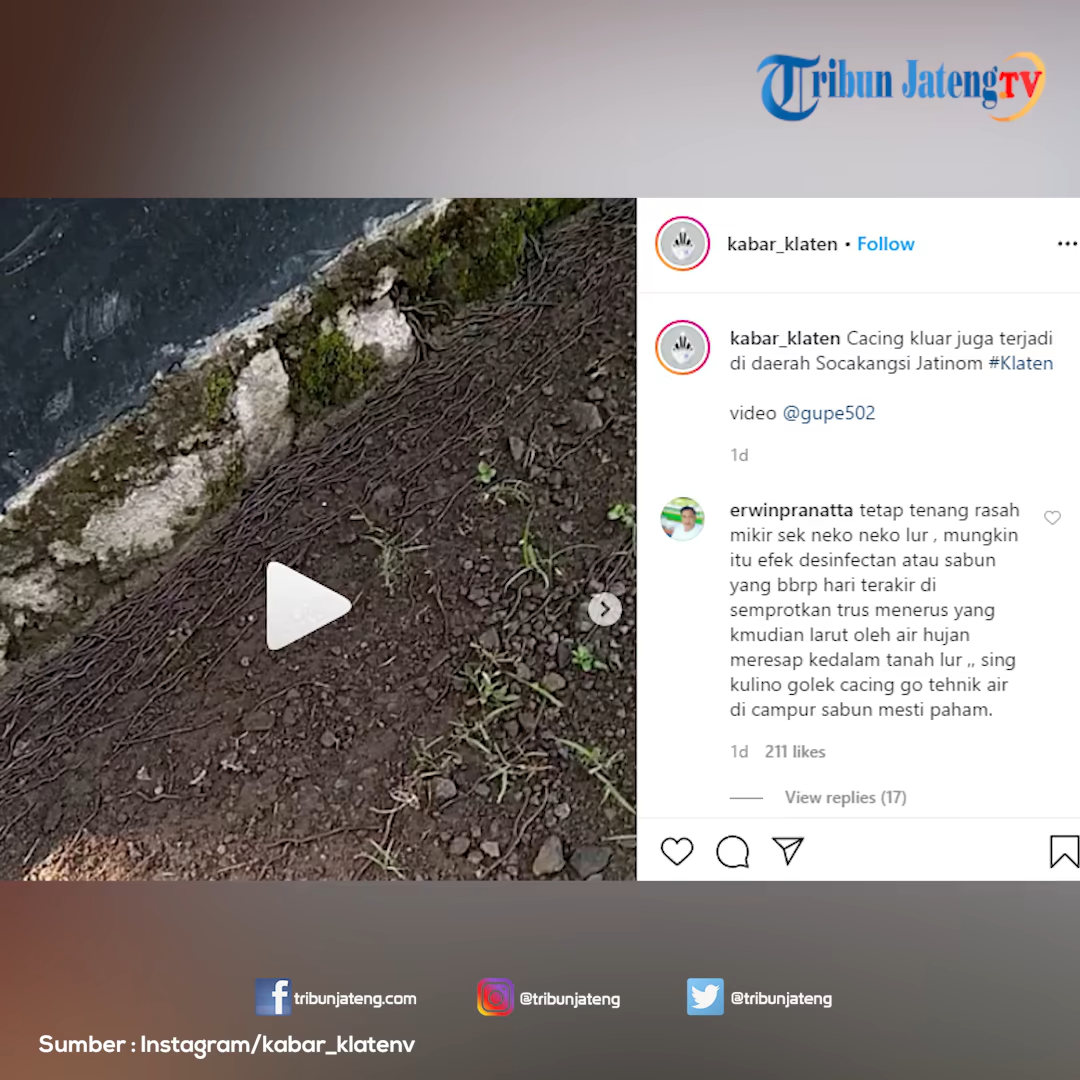 Tribun Jateng TV
kabar_klaten • Follow
kabar_klaten Cacing kluar juga terjadi
di daerah Socakangsi Jatinom #Klaten
video @gupe502
1d
erwinpranatta tetap tenang rasah
mikir sek neko neko lur , mungkin
itu efek desinfectan atau sabun
yang bbrp hari terakir di
semprotkan trus menerus yang
kmudian larut oleh air hujan
meresap kedalam tanah lur ,, sing
kulino golek cacing go tehnik air
di campur sabun mesti paham.
1d 211 likes
View replies (17)
tribunjateng.com @tribunjateng @tribunjateng
Sumber : Instagram/kabar_klatenv